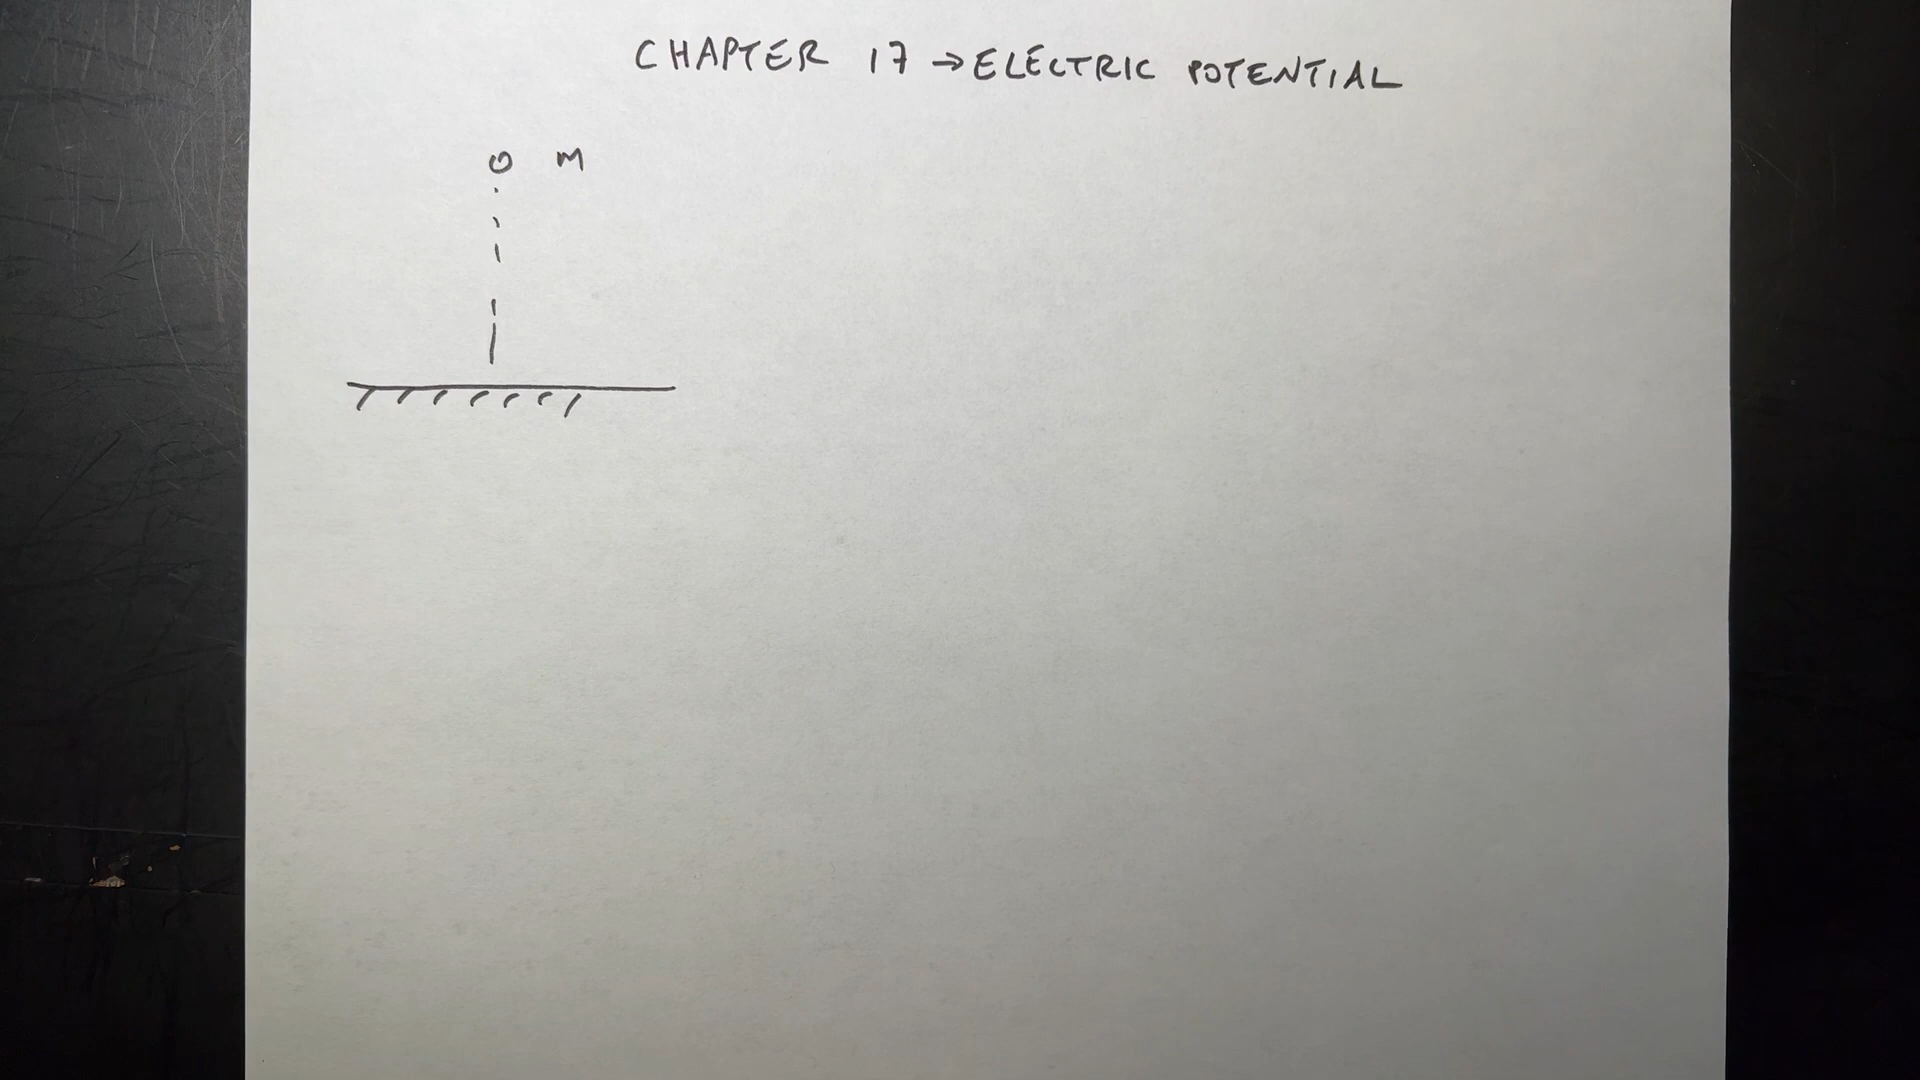 CHAPTER 17 → ELECTRIC POTENTIAL
m